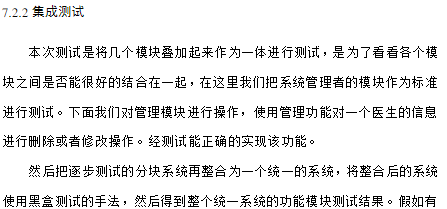 7.2.2 集成测试
本次测试是将几个模块叠加起来作为一体进行测试，是为了看看各个模
块之间是否能很好的结合在一起，在这里我们把系统管理者的模块作为标准
进行测试。下面我们对管理模块进行操作，使用管理功能对一个医生的信息
进行删除或者修改操作。经测试能正确的实现该功能。
然后把逐步测试的分块系统再整合为一个统一的系统，将整合后的系统
使用黑盒测试的手法，然后得到整个统一系统的功能模块测试结果。假如有